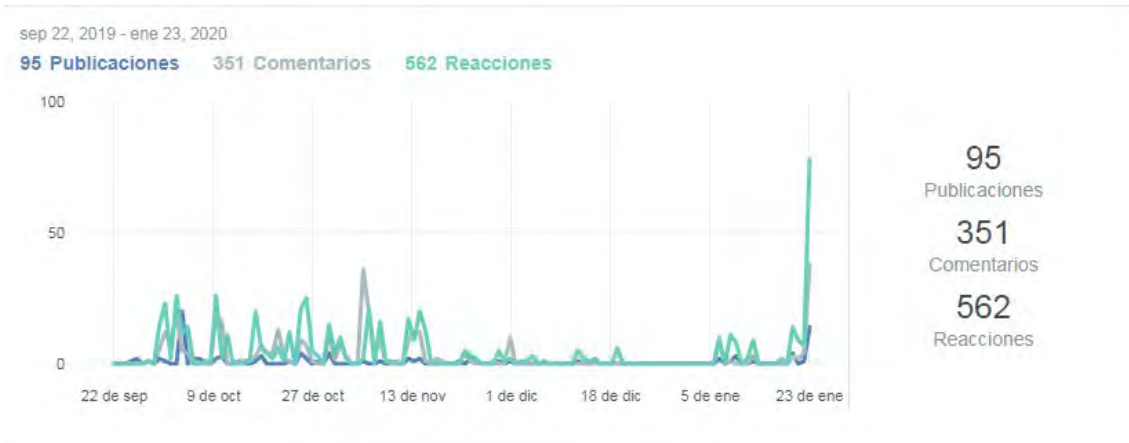 sep 22, 2019 - ene 23, 2020
95 Publicaciones 351 Comentarios 562 Reacciones
100
50
0
22 de sep 9 de oct 27 de oct 13 de nov 1 de dic 18 de dic 5 de ene 23 de ene
95
Publicaciones
351
Comentarios
562
Reacciones